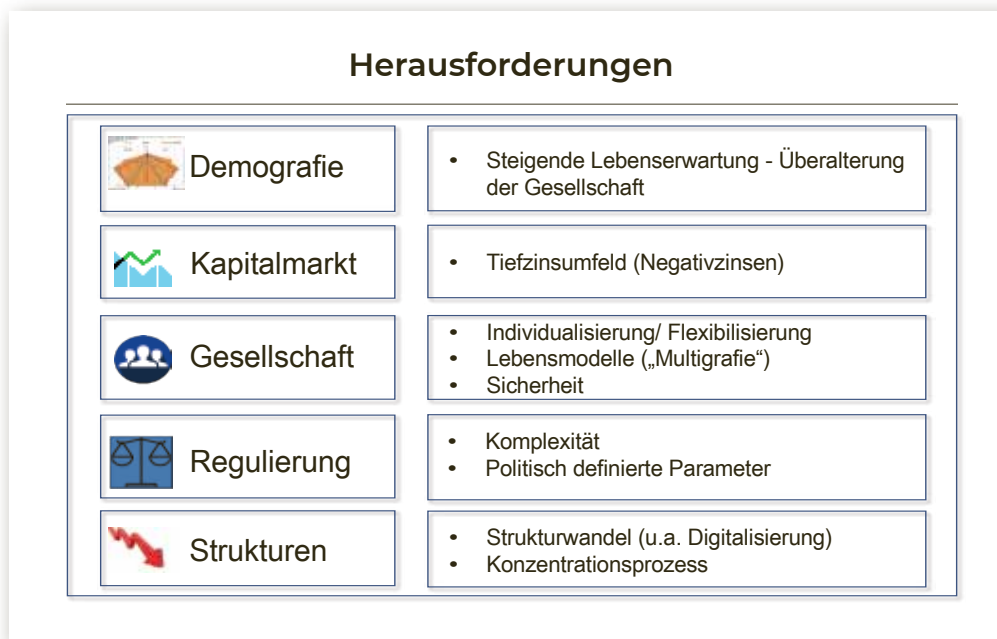 Herausforderungen
Demografie
• Steigende Lebenserwartung - Überalterung
der Gesellschaft
Kapitalmarkt
• Tiefzinsumfeld (Negativzinsen)
Gesellschaft
• Individualisierung/ Flexibilisierung
• Lebensmodelle („Multigrafie“)
• Sicherheit
Regulierung
• Komplexität
• Politisch definierte Parameter
Strukturen
• Strukturwandel (u.a. Digitalisierung)
• Konzentrationsprozess